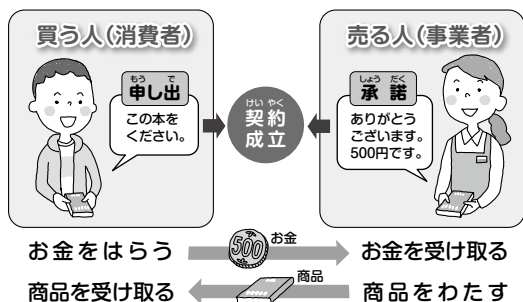 買う人(消費者)
売る人(事業者)
もうで
申し出
この本を
ください。
けいやく
契約
成立
しょうだく
承諾
ありがとう
ございます。
500円です。
お金をはらう
500
お金
お金を受け取る
商品を受け取る
商品
商品をわたす